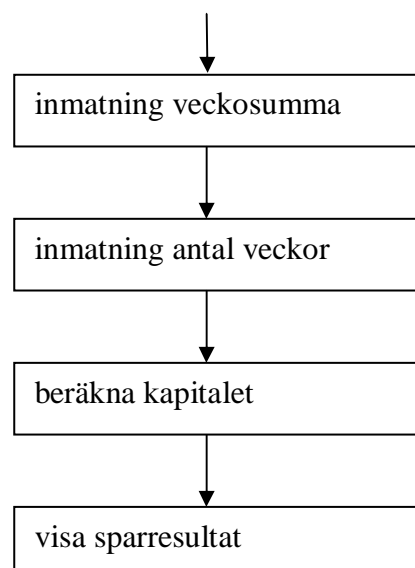 inmatning veckosumma
inmatning antal veckor
beräkna kapitalet
visa sparresultat